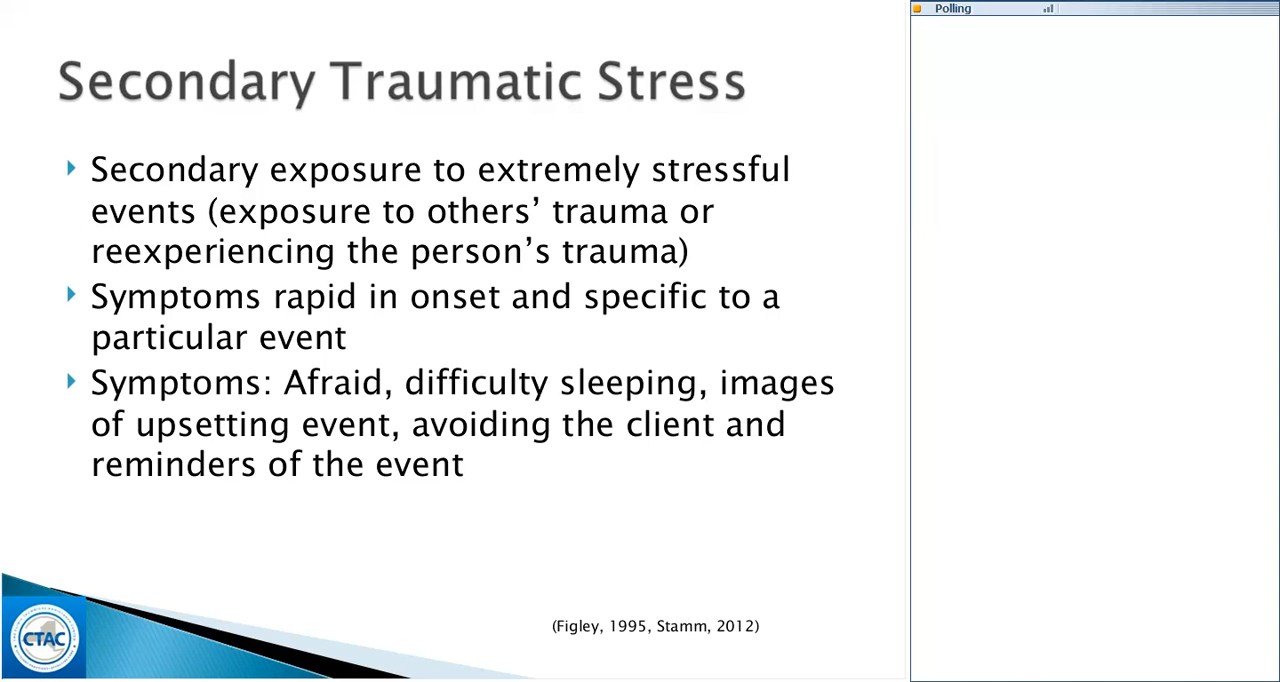 Polling
Secondary Traumatic Stress
Secondary exposure to extremely stressful
events (exposure to others’ trauma or
reexperiencing the person’s trauma)
Symptoms rapid in onset and specific to a
particular event
Symptoms: Afraid, difficulty sleeping, images
of upsetting event, avoiding the client and
reminders of the event
(Figley, 1995, Stamm, 2012)
CTAC